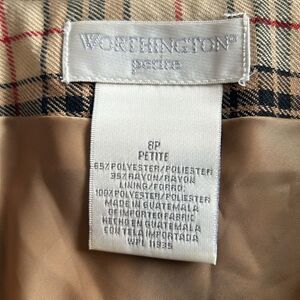 WORTHINGTON®
petite
8P
PETITE
65%POLYESTER/POLIESTER
35%RAYON/RAYON
LINING/FORRO:
100%POLYESTER/POLIESTER
MADE IN GUATEMALA
OF IMPORTED FABRIC
HECHO EN GUATEMALA
CON TELA IMPORTADA
WPL 11935